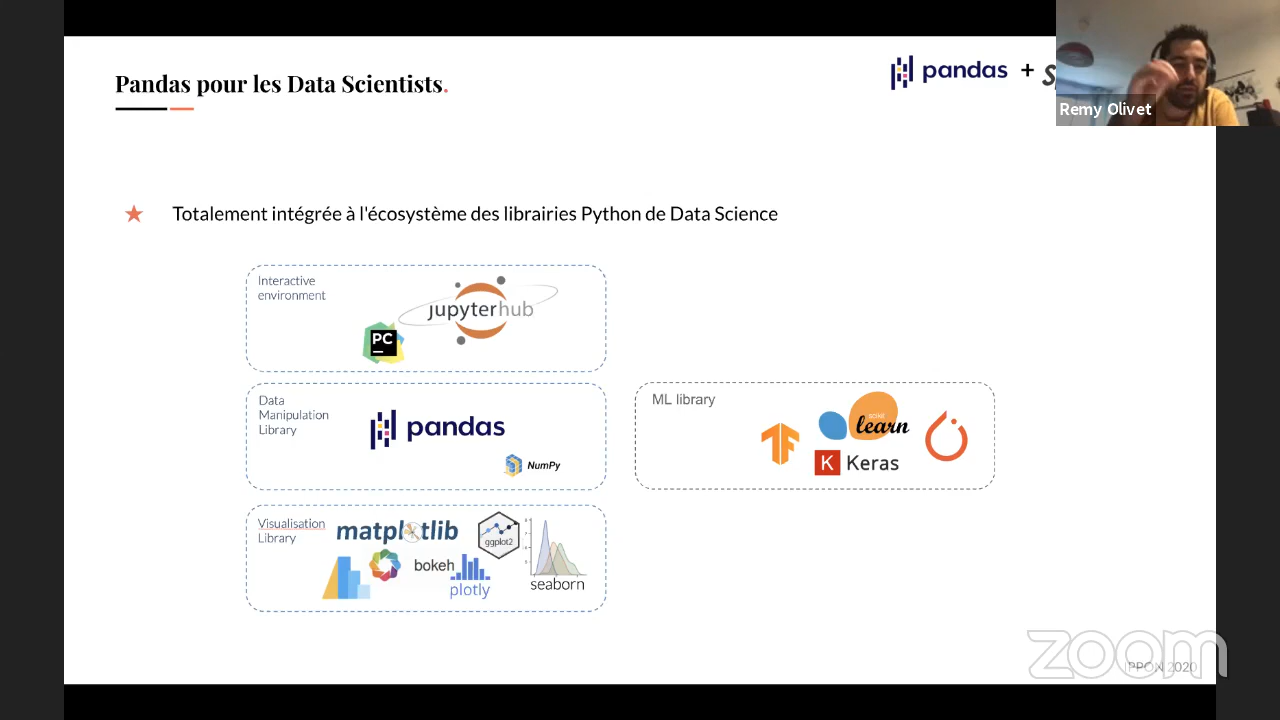 Pandas pour les Data Scientists.
pandas + S
Remy Olivet
★ Totalement intégrée à l'écosystème des librairies Python de Data Science
Interactive
environment
jupyterhub
PC
Data
Manipulation
Library
pandas
NumPy
ML library
scikit
learn
K Keras
Visualisation
Library
matplotlib
ggplot2
bokeh
plotly
seaborn
zoom
IPPON 2020